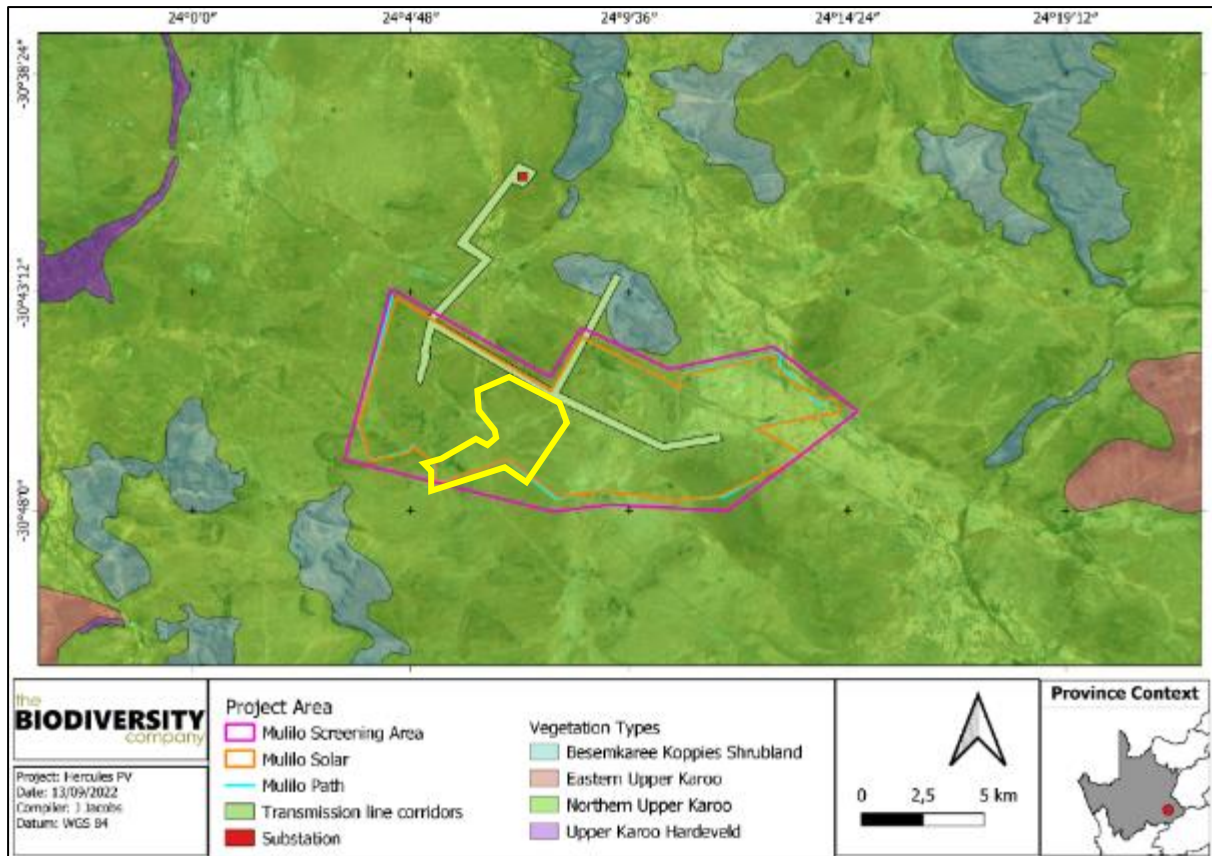 24°0'0" 24°4'48" 24°9'36" 24°14'24" 24°19'12"
-30°38'24"
-30°43'12"
-30°48'0"
the
BIODIVERSITY
company
Project: Hercules PV
Date: 13/09/2022
Compiler: J Jacobs
Datum: WGS 84
Project Area
Mulilo Screening Area
Mulilo Solar
Mulilo Path
Transmission line corridors
Substation
Vegetation Types
Besemkaree Koppies Shrubland
Eastern Upper Karoo
Northern Upper Karoo
Upper Karoo Hardeveld
0 2,5 5 km
Province Context